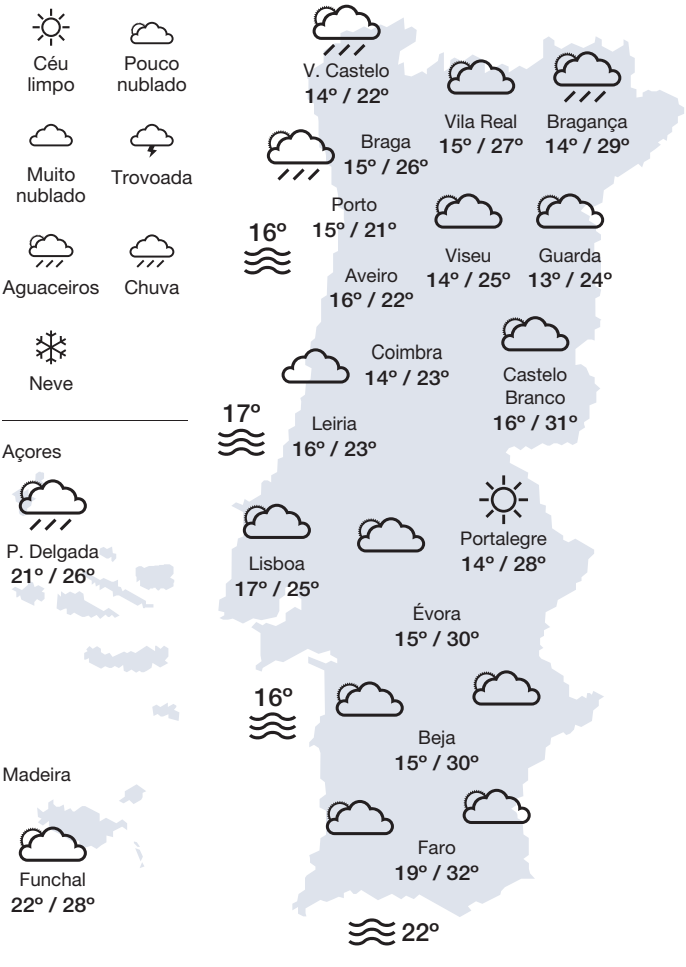 Céu
limpo
Pouco
nublado
Muito
nublado
Trovoada
Aguaceiros
Chuva
Neve
Açores
P. Delgada
21º / 26º
Madeira
Funchal
22º / 28º
V. Castelo
14º / 22º
Vila Real
15º / 27º
Bragança
14º / 29º
Braga
15º / 26º
Porto
15º / 21º
16º
Viseu
14º / 25º
Guarda
13º / 24º
Aveiro
16º / 22º
Coimbra
14º / 23º
Castelo
Branco
16º / 31º
17º
Leiria
16º / 23º
Portalegre
14º / 28º
Lisboa
17º / 25º
Évora
15º / 30º
16º
Beja
15º / 30º
Faro
19º / 32º
22º